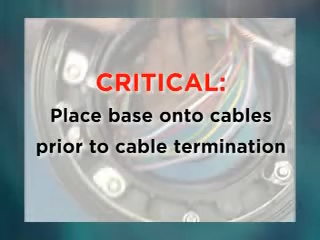 CRITICAL:
Place base onto cables
prior to cable termination